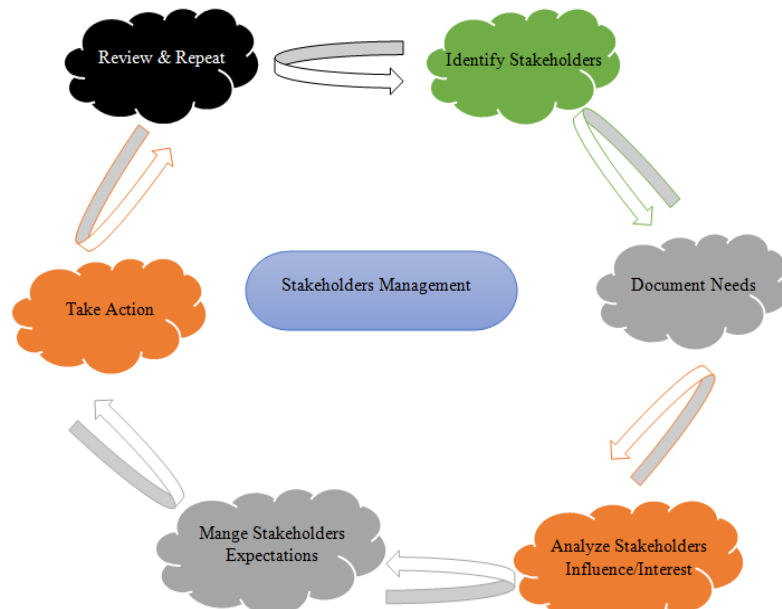 Review & Repeat
Identify Stakeholders
Stakeholders Management
Document Needs
Take Action
Mange Stakeholders
Expectations
Analyze Stakeholders
Influence/Interest